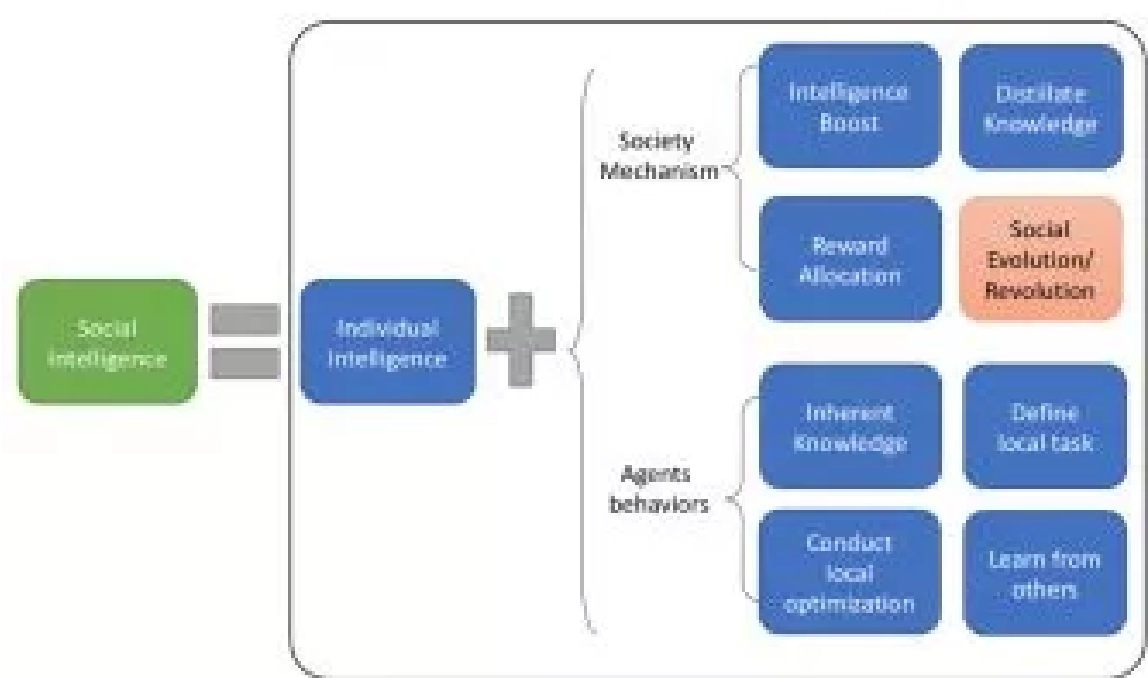 Social
Intelligence
Individual
Intelligence
Society
Mechanism
Intelligence
Boost
Distillate
Knowledge
Reward
Allocation
Social
Evolution/
Revolution
Agents
behaviors
Inherent
Knowledge
Define
local task
Conduct
local
optimization
Learn from
others